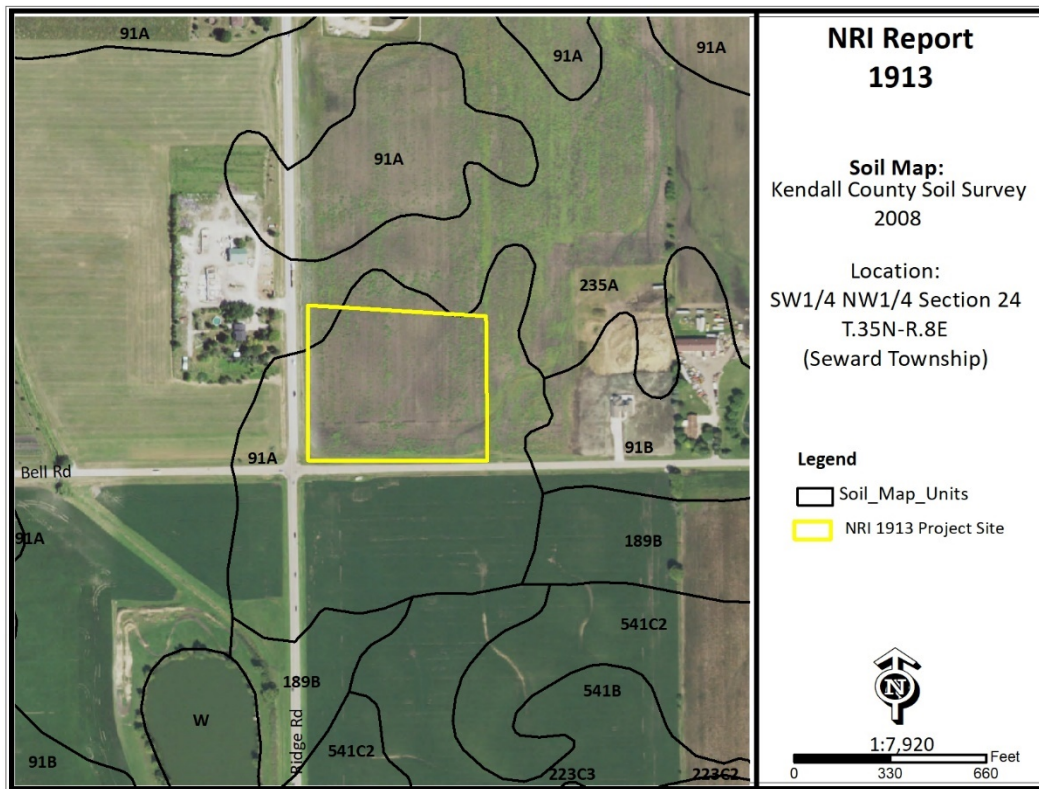 NRI Report
1913
Soil Map:
Kendall County Soil Survey
2008
Location:
SW1/4 NW1/4 Section 24
T.35N-R.8E
(Seward Township)
Legend
Soil_Map_Units
NRI 1913 Project Site
N
1:7,920
Feet
0 330 660
91A
91A
91A
91A
235A
91B
91A
Bell Rd
91A
189B
541C2
541B
189B
W
Ridge Rd
541C2
91B
223C3
223C2